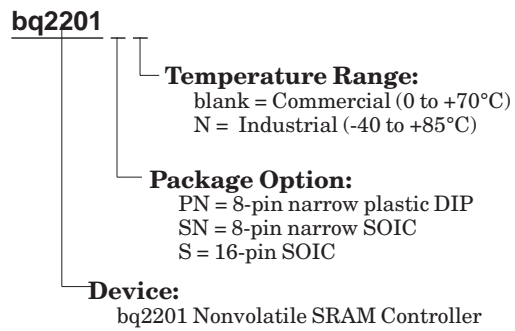 bq2201
Temperature Range:
blank = Commercial (0 to +70°C)
N = Industrial (-40 to +85°C)
Package Option:
PN = 8-pin narrow plastic DIP
SN = 8-pin narrow SOIC
S = 16-pin SOIC
Device:
bq2201 Nonvolatile SRAM Controller